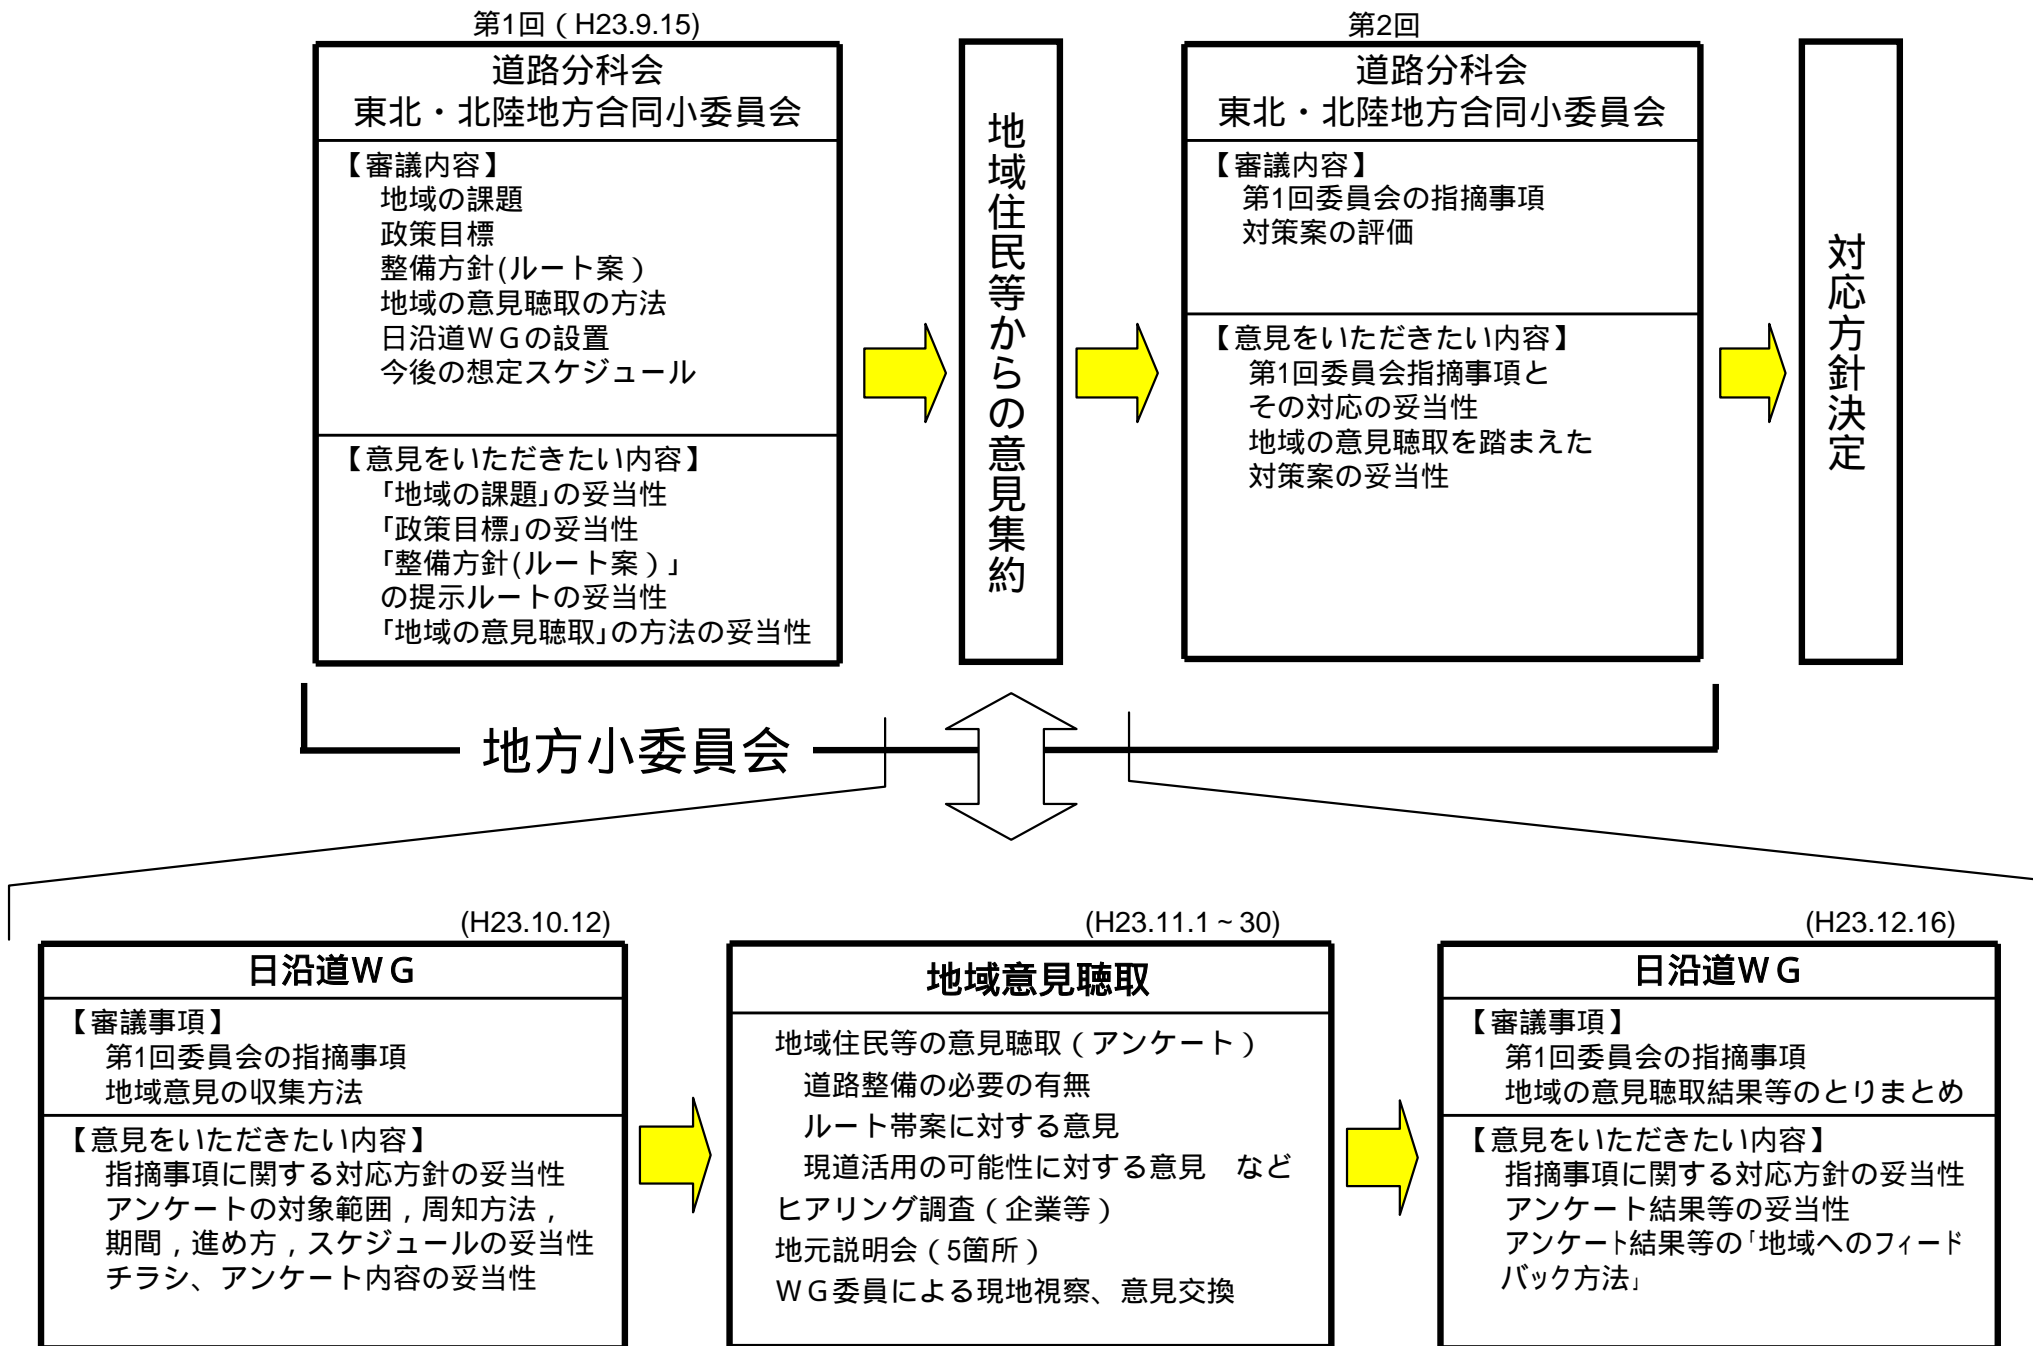 第1回（H23.9.15)
道路分科会
東北・北陸地方合同小委員会
【審議内容】
地域の課題
政策目標
整備方針(ルート案）
地域の意見聴取の方法
日沿道ＷＧの設置
今後の想定スケジュール
【意見をいただきたい内容】
｢地域の課題｣の妥当性
｢政策目標｣の妥当性
｢整備方針(ルート案）｣
の提示ルートの妥当性
｢地域の意見聴取｣の方法の妥当性
地域住民等からの意見集約
第2回
道路分科会
東北・北陸地方合同小委員会
【審議内容】
第1回委員会の指摘事項
対策案の評価
【意見をいただきたい内容】
第1回委員会指摘事項と
その対応の妥当性
地域の意見聴取を踏まえた
対策案の妥当性
対応方針決定
地方小委員会
(H23.10.12)
日沿道ＷＧ
【審議事項】
第1回委員会の指摘事項
地域意見の収集方法
【意見をいただきたい内容】
指摘事項に関する対応方針の妥当性
アンケートの対象範囲，周知方法，
期間，進め方，スケジュールの妥当性
チラシ、アンケート内容の妥当性
(H23.11.1～30)
地域意見聴取
地域住民等の意見聴取（アンケート）
道路整備の必要の有無
ルート帯案に対する意見
現道活用の可能性に対する意見　など
ヒアリング調査（企業等）
地元説明会（5箇所）
ＷＧ委員による現地視察、意見交換
(H23.12.16)
日沿道ＷＧ
【審議事項】
第1回委員会の指摘事項
地域の意見聴取結果等のとりまとめ
【意見をいただきたい内容】
指摘事項に関する対応方針の妥当性
アンケート結果等の妥当性
アンケート結果等の｢地域へのフィード
バック方法｣